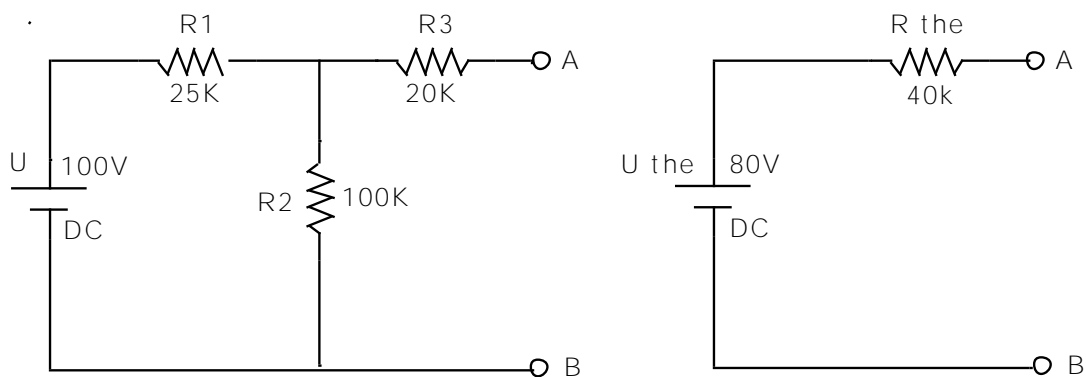 R1
R3
R the
A
A
25K
20K
40k
U
100V
U the
80V
R2
100K
DC
DC
B
B